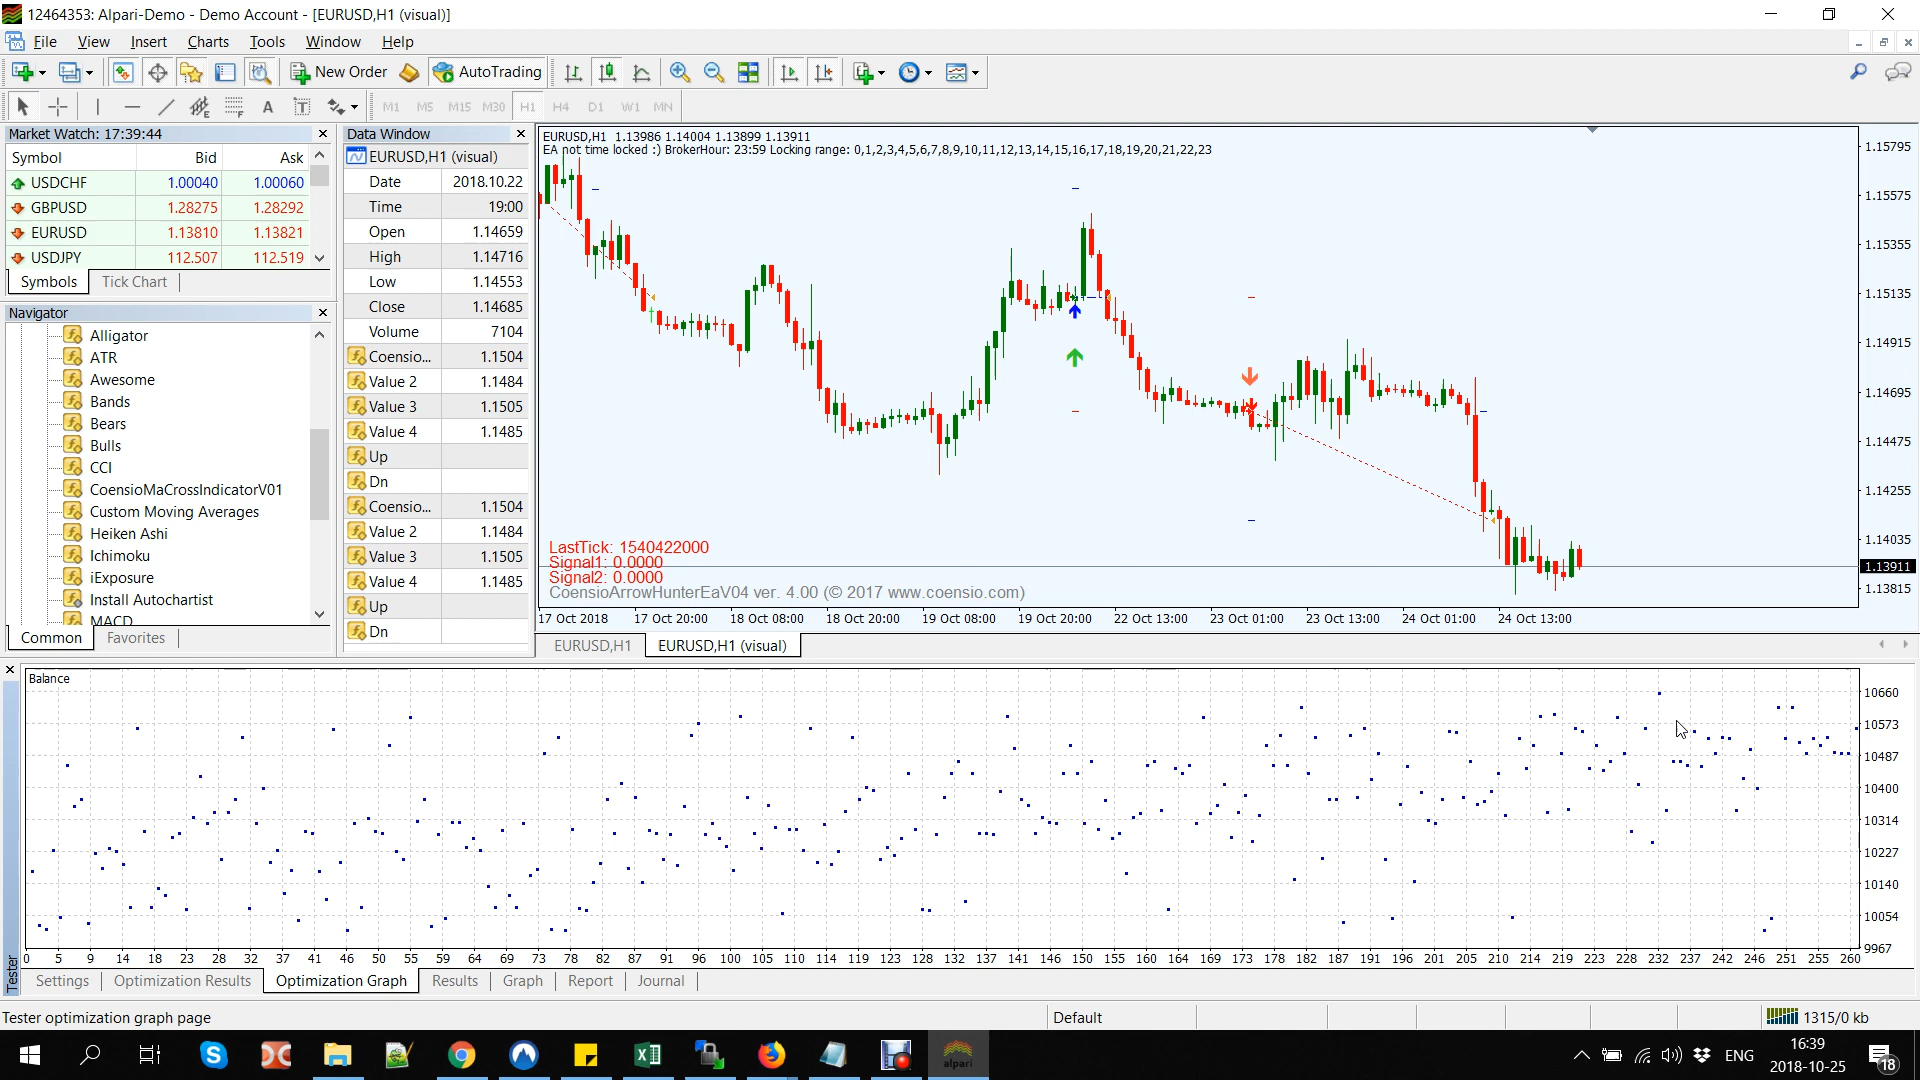 12464353: Alpari-Demo - Demo Account - [EURUSD,H1 (visual)]
File View Insert Charts Tools Window Help
New Order AutoTrading
A T M1 M5 M15 M30 H1 H4 D1 W1 MN
Market Watch: 17:39:44
Symbol Bid Ask
USDCHF 1.00040 1.00060
GBPUSD 1.28275 1.28292
EURUSD 1.13810 1.13821
USDJPY 112.507 112.519
Symbols Tick Chart
Navigator
Alligator
ATR
Awesome
Bands
Bears
Bulls
CCI
CoensioMaCrossIndicatorV01
Custom Moving Averages
Heiken Ashi
Ichimoku
iExposure
Install Autochartist
MACD
Common Favorites
Data Window
EURUSD,H1 (visual)
Date 2018.10.22
Time 19:00
Open 1.14659
High 1.14716
Low 1.14553
Close 1.14685
Volume 7104
Coensio... 1.1504
Value 2 1.1484
Value 3 1.1505
Value 4 1.1485
Up
Dn
Coensio... 1.1504
Value 2 1.1484
Value 3 1.1505
Value 4 1.1485
Up
Dn
EURUSD,H1 1.13986 1.14004 1.13899 1.13911
EA not time locked :) BrokerHour: 23:59 Locking range: 0,1,2,3,4,5,6,7,8,9,10,11,12,13,14,15,16,17,18,19,20,21,22,23
1.15795
1.15575
1.15355
1.15135
1.14915
1.14695
1.14475
1.14255
1.14035
1.13911
1.13815
LastTick: 1540422000
Signal1: 0.0000
Signal2: 0.0000
CoensioArrowHunterEaV04 ver. 4.00 (© 2017 www.coensio.com)
17 Oct 2018 17 Oct 20:00 18 Oct 08:00 18 Oct 20:00 19 Oct 08:00 19 Oct 20:00 22 Oct 13:00 23 Oct 01:00 23 Oct 13:00 24 Oct 01:00 24 Oct 13:00
EURUSD,H1 EURUSD,H1 (visual)
Balance
10660
10573
10487
10400
10314
10227
10140
10054
9967
0 5 9 14 19 23 28 32 37 41 46 50 55 60 64 69 73 78 82 87 91 96 100 105 110 114 119 123 128 132 137 141 146 150 155 160 164 169 173 178 182 187 191 196 201 205 210 214 219 223 228 232 237 242 246 251 255 260
Tester
Settings Optimization Results Optimization Graph Results Graph Report Journal
Tester optimization graph page Default 1315/0 kb
alpari
ENG
16:39
2018-10-25
18